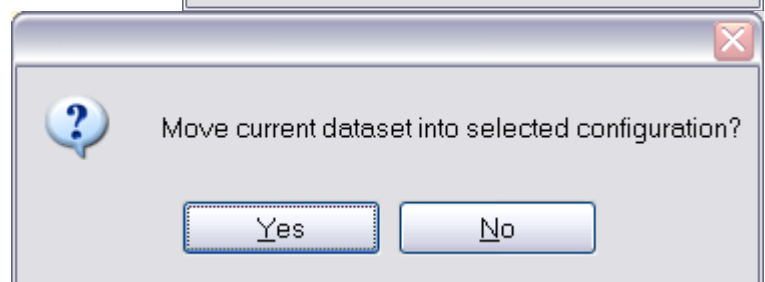 Move current dataset into selected configuration?
Yes
No